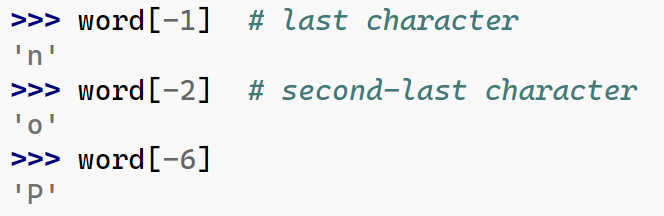 >>> word[-1]  # last character
'n'
>>> word[-2]  # second-last character
'o'
>>> word[-6]
'P'